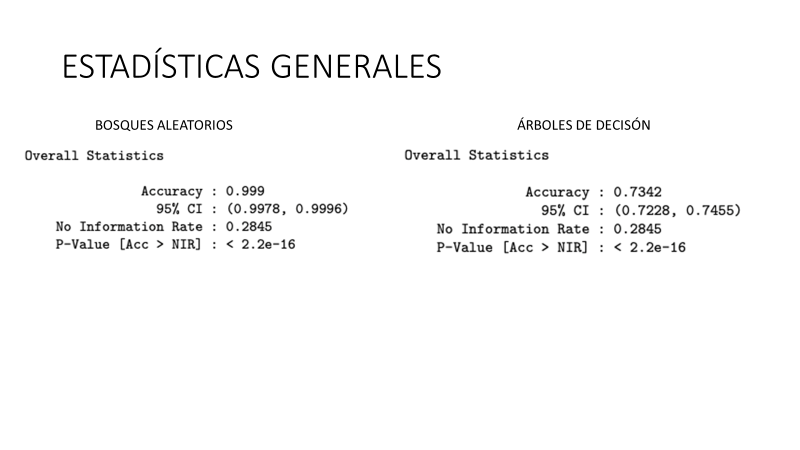 ESTADÍSTICAS GENERALES
BOSQUES ALEATORIOS
Overall Statistics
Accuracy : 0.999
95% CI : (0.9978, 0.9996)
No Information Rate : 0.2845
P-Value [Acc > NIR] : < 2.2e-16
ÁRBOLES DE DECISÓN
Overall Statistics
Accuracy : 0.7342
95% CI : (0.7228, 0.7455)
No Information Rate : 0.2845
P-Value [Acc > NIR] : < 2.2e-16